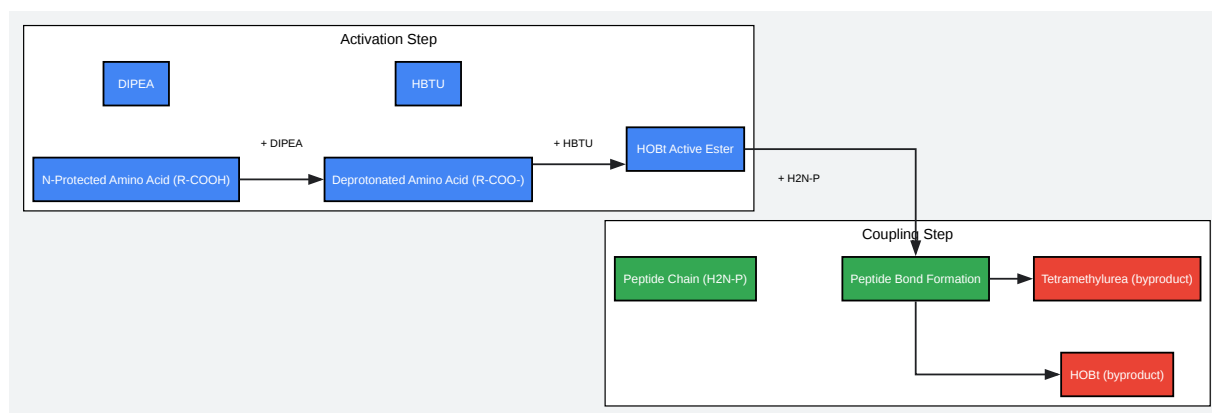 Activation Step
DIPEA
HBTU
+ DIPEA
+ HBTU
HOBt Active Ester
N-Protected Amino Acid (R-COOH)
Deprotonated Amino Acid (R-COO-)
+ H2N-P
Coupling Step
Peptide Chain (H2N-P)
Peptide Bond Formation
Tetramethylurea (byproduct)
HOBt (byproduct)